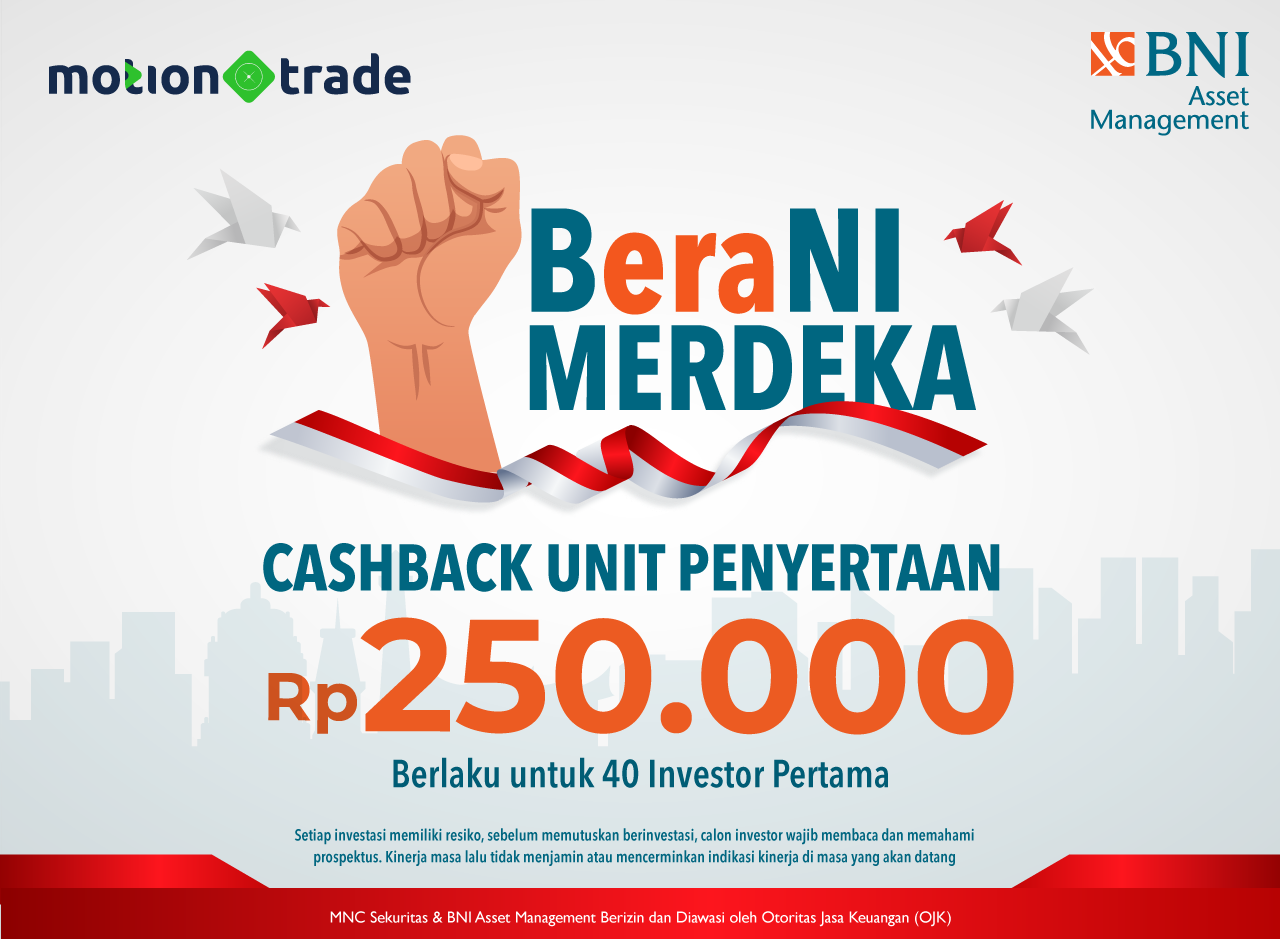 motion trade
BNI
Asset
Management
BeraNI
MERDEKA
CASHBACK UNIT PENYERTAAN
Rp250.000
Berlaku untuk 40 Investor Pertama
Setiap investasi memiliki resiko, sebelum memutuskan berinvestasi, calon investor wajib membaca dan memahami
prospektus. Kinerja masa lalu tidak menjamin atau mencerminkan indikasi kinerja di masa yang akan datang
MNC Sekuritas & BNI Asset Management Berizin dan Diawasi oleh Otoritas Jasa Keuangan (OJK)